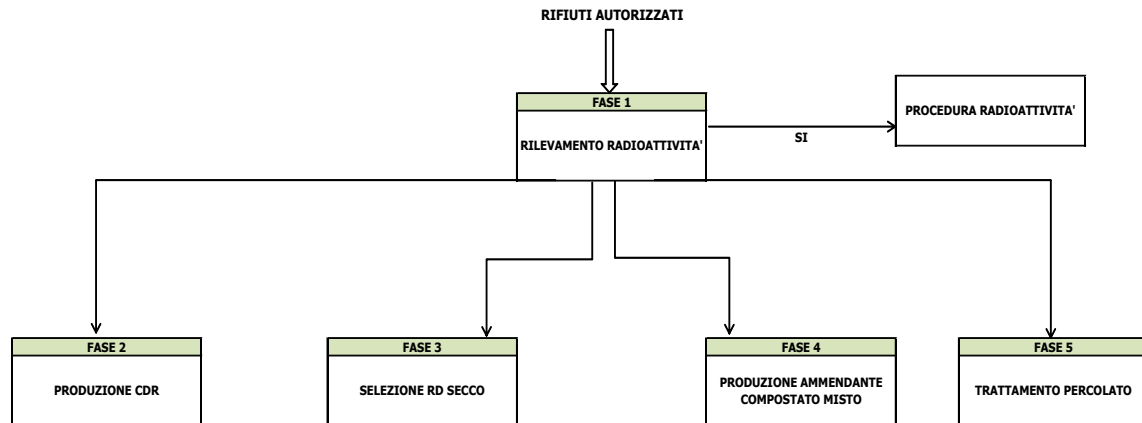 RIFIUTI AUTORIZZATI
FASE 1
RILEVAMENTO RADIOATTIVITA'
SI
PROCEDURA RADIOATTIVITA'
FASE 2
PRODUZIONE CDR
FASE 3
SELEZIONE RD SECCO
FASE 4
PRODUZIONE AMMENDANTE
COMPOSTATO MISTO
FASE 5
TRATTAMENTO PERCOLATO